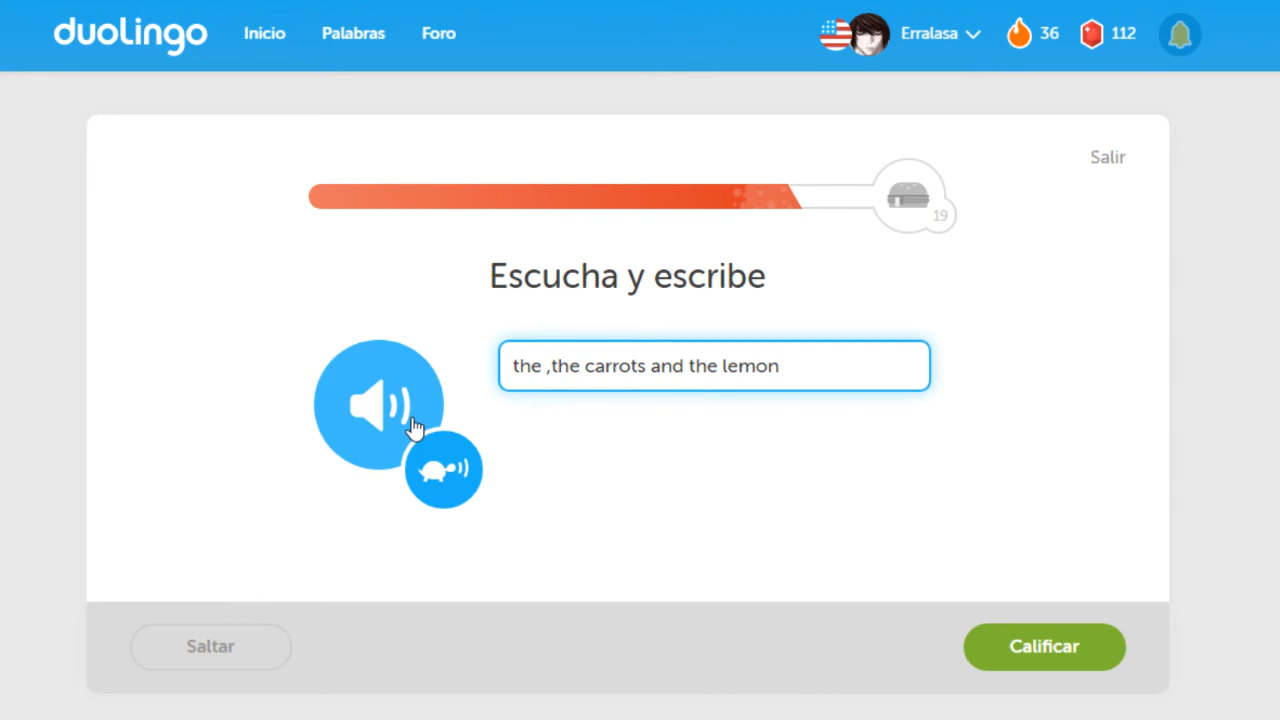 duolingo Inicio Palabras Foro Erralasa 36 112
Salir
19
Escucha y escribe
the ,the carrots and the lemon
Saltar Calificar